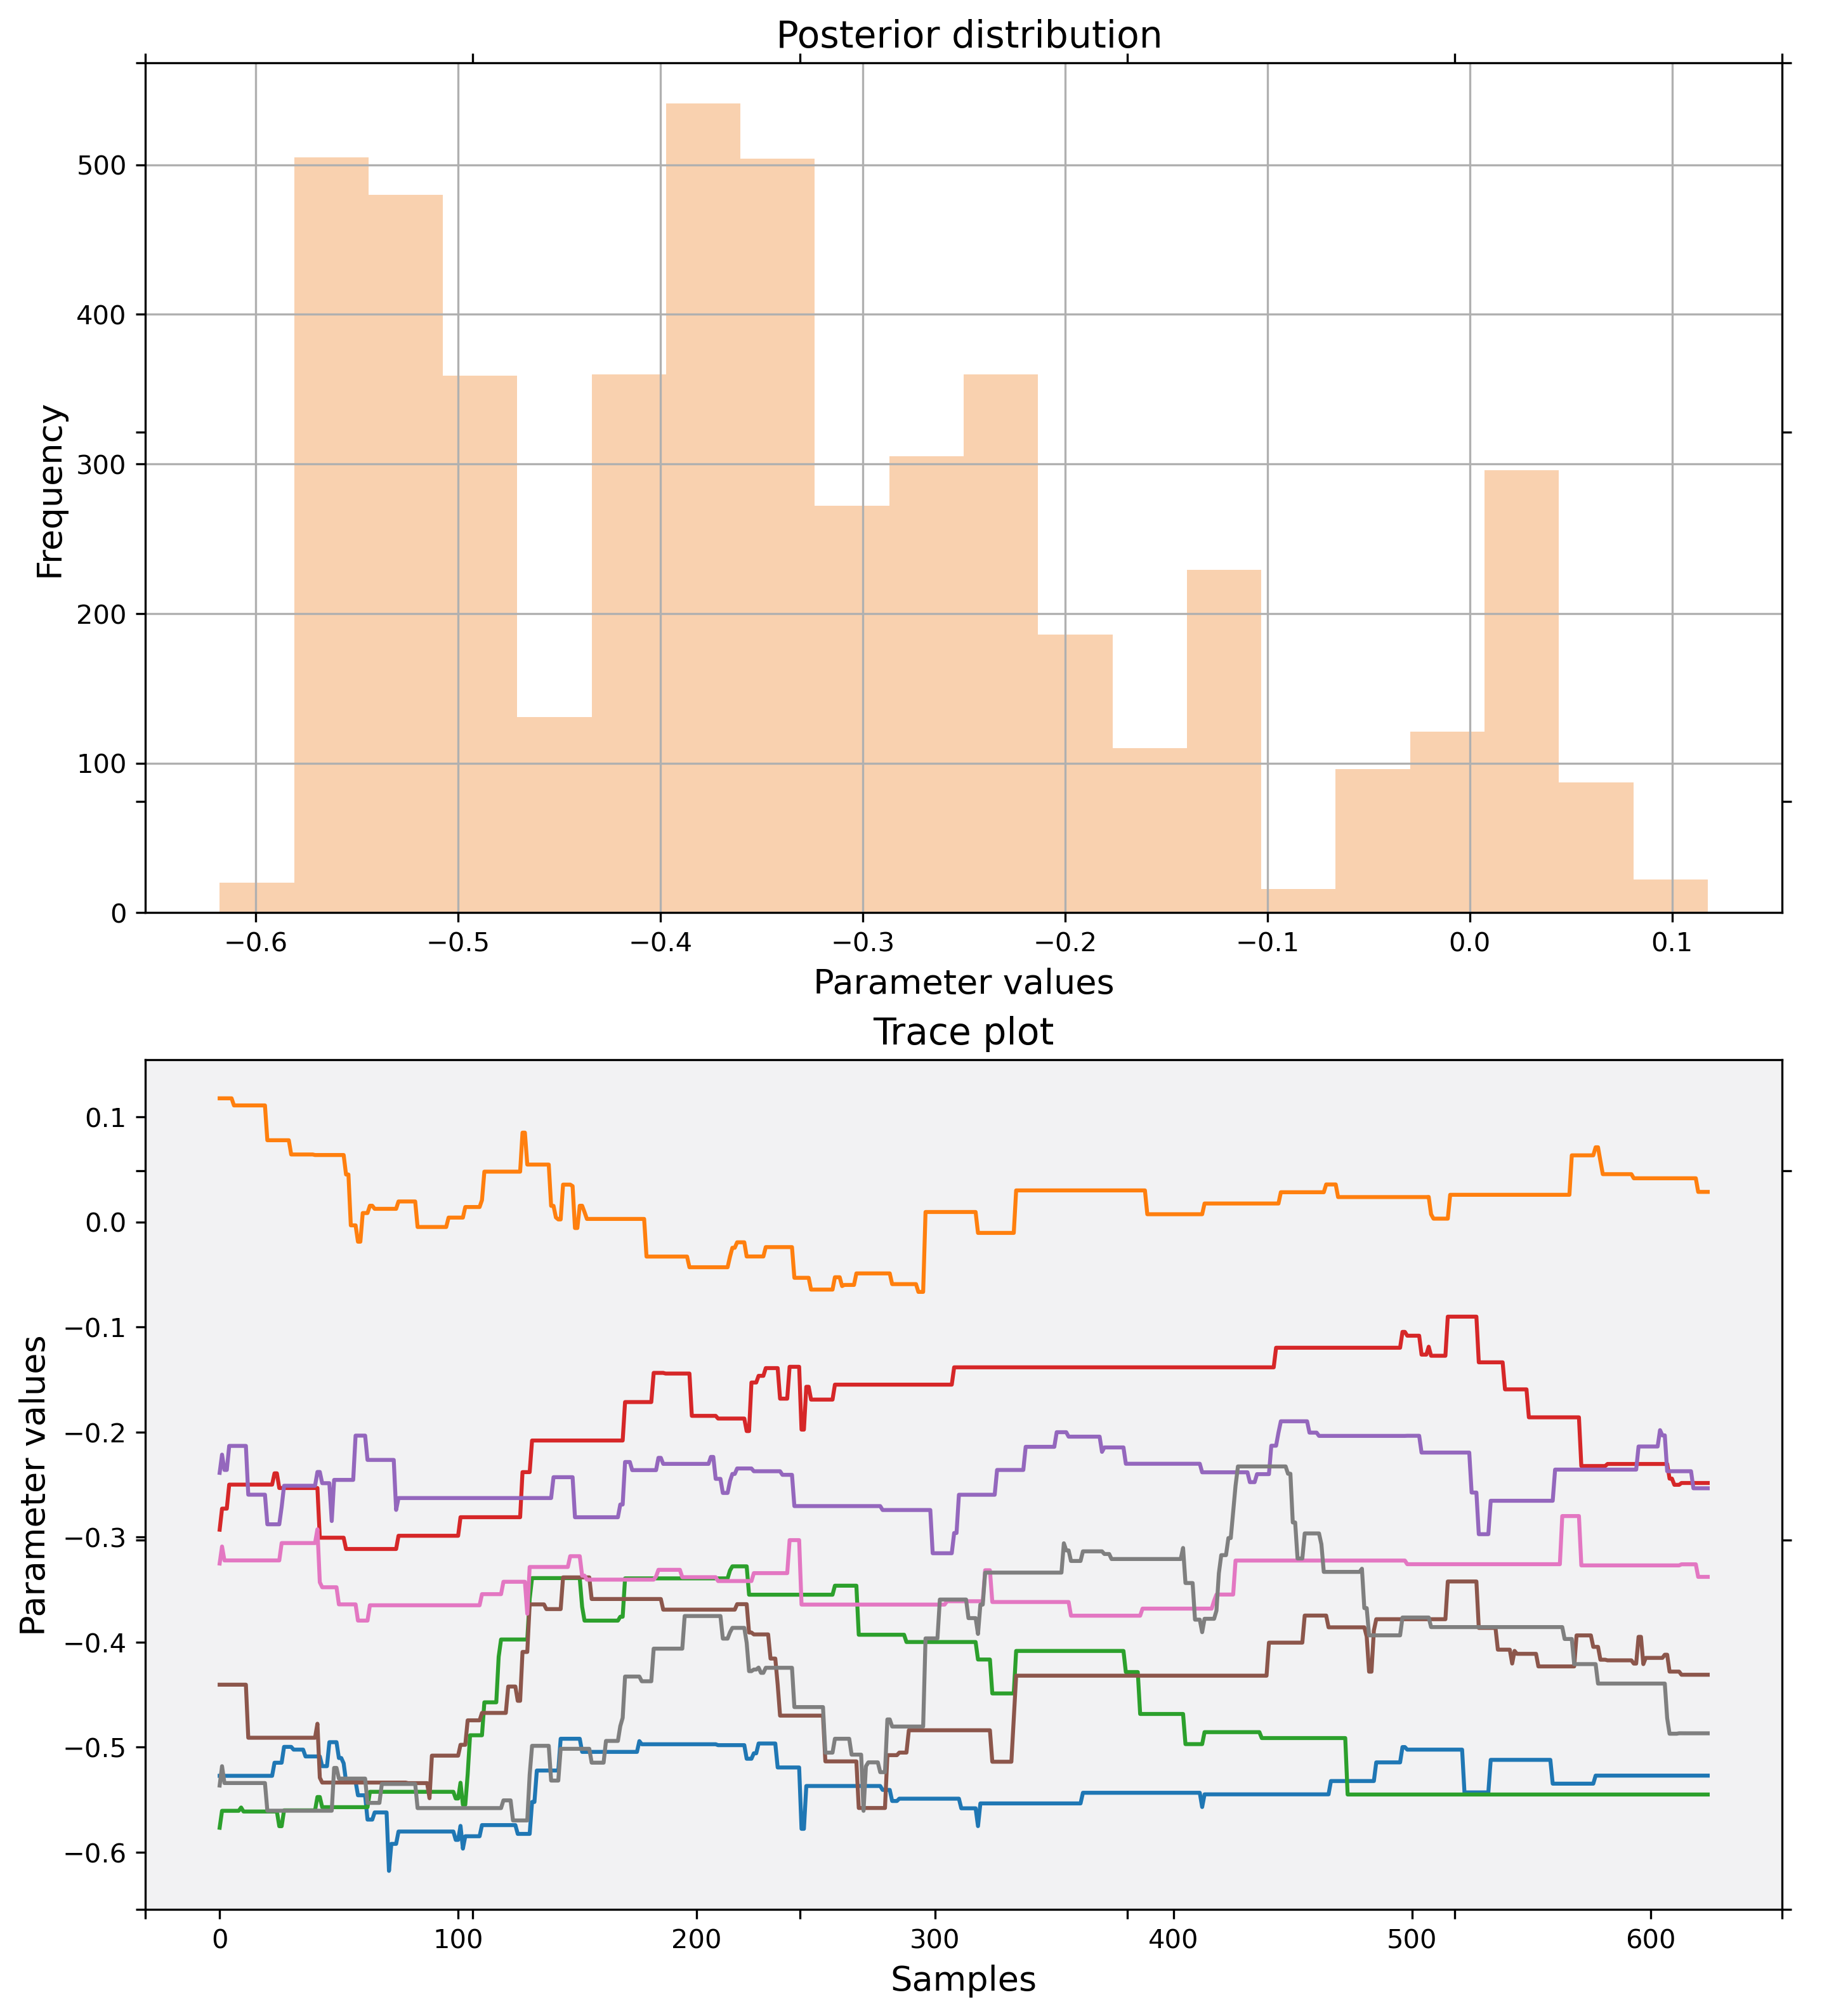 Posterior distribution
Frequency
500
400
300
200
100
0
−0.6 −0.5 −0.4 −0.3 −0.2 −0.1 0.0 0.1
Parameter values
Trace plot
Parameter values
0.1
0.0
−0.1
−0.2
−0.3
−0.4
−0.5
−0.6
0 100 200 300 400 500 600
Samples